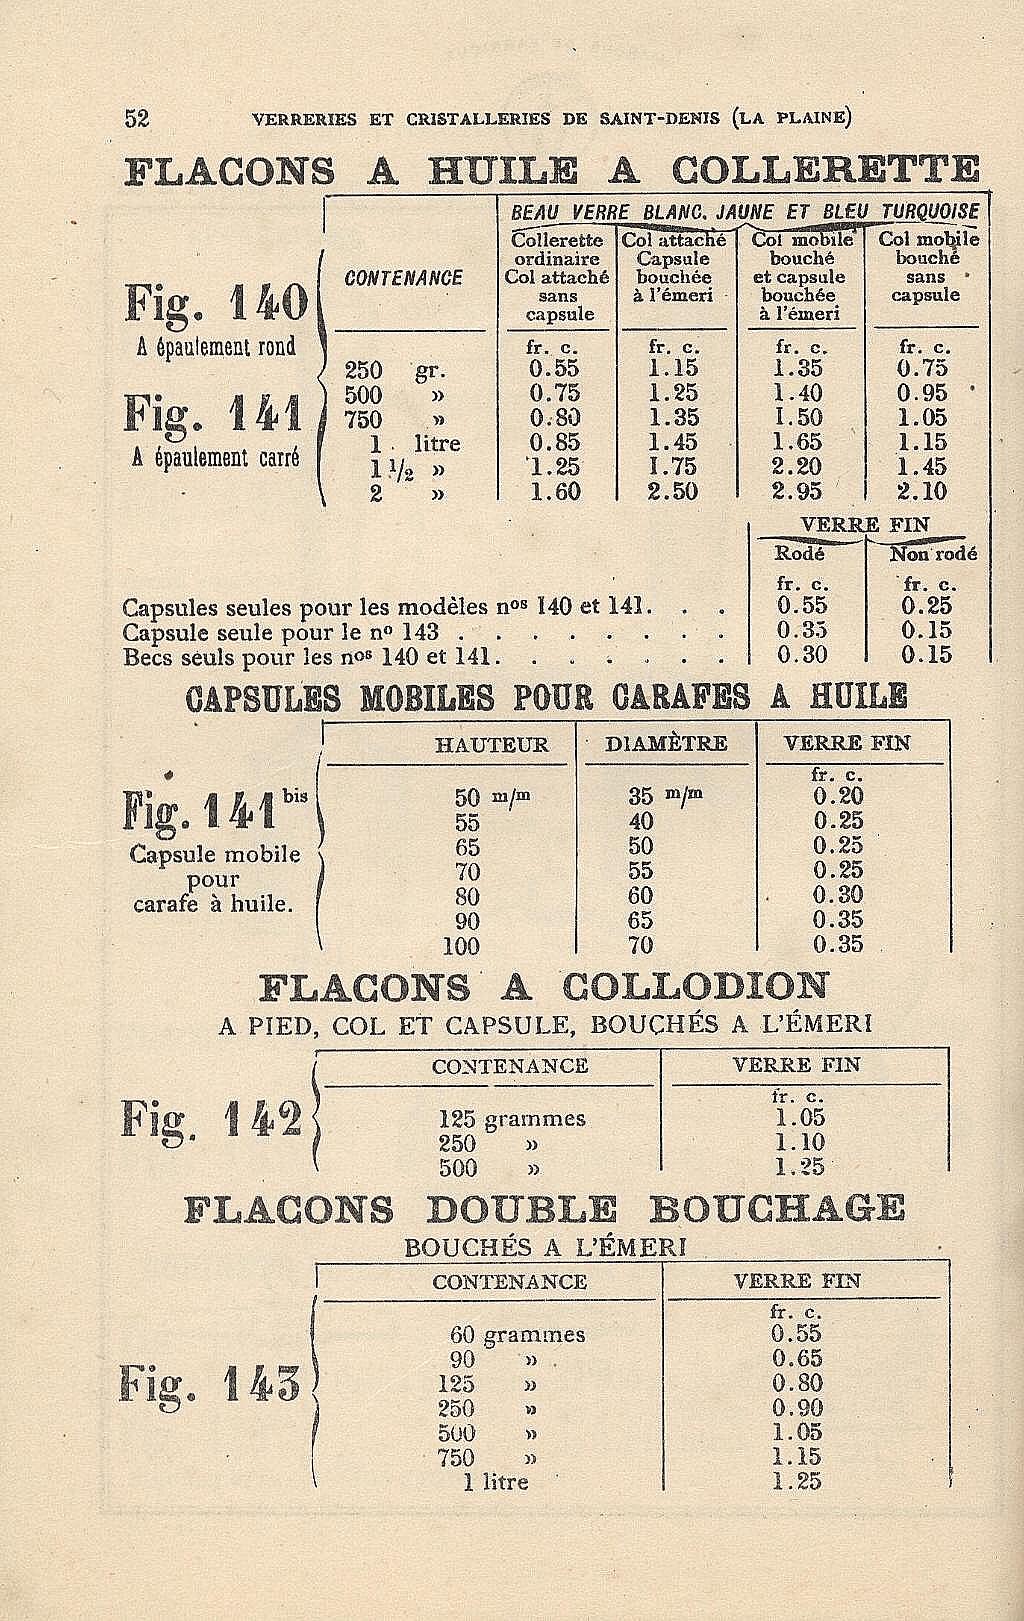 52 VERRERIES ET CRISTALLERIES DE SAINT-DENIS (LA PLAINE)
FLACONS A HUILE A COLLERETTE
BEAU VERRE BLANC, JAUNE ET BLEU TURQUOISE
CONTENANCE
Collerette ordinaire Col attaché sans capsule
Col attaché Capsule bouchée à l'émeri
Col mobile bouché et capsule bouchée à l'émeri
Col mobile bouché sans capsule
Fig. 140
A épaulement rond
Fig. 141
A épaulement carré
fr. c. fr. c. fr. c. fr. c.
250 gr. 0.55 1.15 1.35 0.75
500 » 0.75 1.25 1.40 0.95
750 » 0.80 1.35 1.50 1.05
1 litre 0.85 1.45 1.65 1.15
1 1/2 » 1.25 1.75 2.20 1.45
2 » 1.60 2.50 2.95 2.10
VERRE FIN
Rodé Non rodé
fr. c. fr. c.
Capsules seules pour les modèles nos 140 et 141. . . . 0.55 0.25
Capsule seule pour le no 143 . . . . . . . . 0.35 0.15
Becs seuls pour les nos 140 et 141. . . . . . . 0.30 0.15
CAPSULES MOBILES POUR CARAFES A HUILE
HAUTEUR DIAMÈTRE VERRE FIN
fr. c.
Fig. 141 bis
Capsule mobile
pour
carafe à huile.
50 m/m 35 m/m 0.20
55 40 0.25
65 50 0.25
70 55 0.25
80 60 0.30
90 65 0.35
100 70 0.35
FLACONS A COLLODION
A PIED, COL ET CAPSULE, BOUCHÉS A L'ÉMERI
CONTENANCE VERRE FIN
fr. c.
Fig. 142
125 grammes 1.05
250 » 1.10
500 » 1.25
FLACONS DOUBLE BOUCHAGE
BOUCHÉS A L'ÉMERI
CONTENANCE VERRE FIN
fr. c.
Fig. 143
60 grammes 0.55
90 » 0.65
125 » 0.80
250 » 0.90
500 » 1.05
750 » 1.15
1 litre 1.25